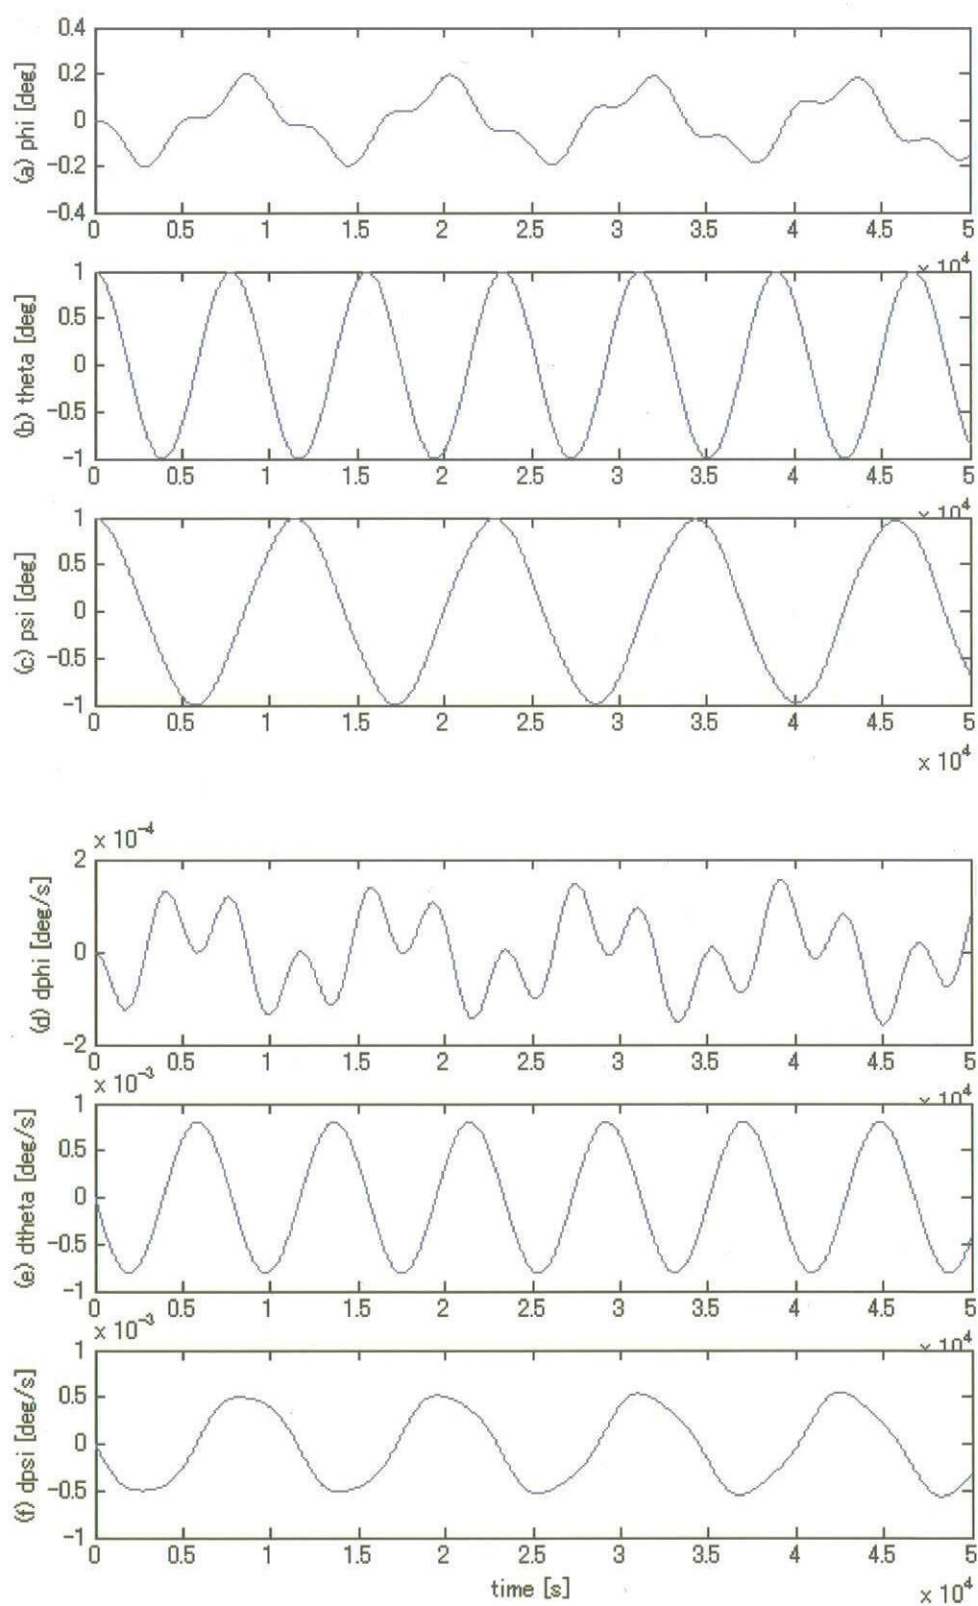 0.4
0.2
0
-0.2
-0.4
(a) phi [deg]
0 0.5 1 1.5 2 2.5 3 3.5 4 4.5 5
x 10^4
1
0.5
0
-0.5
-1
(b) theta [deg]
0 0.5 1 1.5 2 2.5 3 3.5 4 4.5 5
x 10^4
1
0.5
0
-0.5
-1
(c) psi [deg]
0 0.5 1 1.5 2 2.5 3 3.5 4 4.5 5
x 10^4
x 10^-4
2
0
-2
(d) dphi [deg/s]
0 0.5 1 1.5 2 2.5 3 3.5 4 4.5 5
x 10^4
x 10^-3
1
0.5
0
-0.5
-1
(e) dtheta [deg/s]
0 0.5 1 1.5 2 2.5 3 3.5 4 4.5 5
x 10^4
x 10^-3
1
0.5
0
-0.5
-1
(f) dpsi [deg/s]
0 0.5 1 1.5 2 2.5 3 3.5 4 4.5 5
time [s]
x 10^4